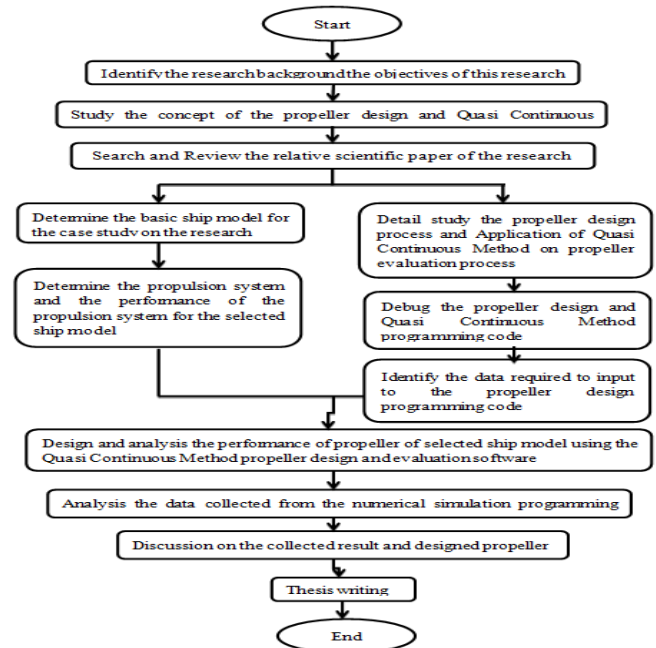 Start
Identify the research background the objectives of this research
Study the concept of the propeller design and Quasi Continuous
Search and Review the relative scientific paper of the research
Determine the basic ship model for
the case study on the research
Determine the propulsion system
and the performance of the
propulsion system for the selected
ship model
Detail study the propeller design
process and Application of Quasi
Continuous Method on propeller
evaluation process
Debug the propeller design and
Quasi Continuous Method
programming code
Identify the data required to input
to the propeller design
programming code
Design and analysis the performance of propeller of selected ship model using the
Quasi Continuous Method propeller design and evaluation software
Analysis the data collected from the numerical simulation programming
Discussion on the collected result and designed propeller
Thesis writing
End